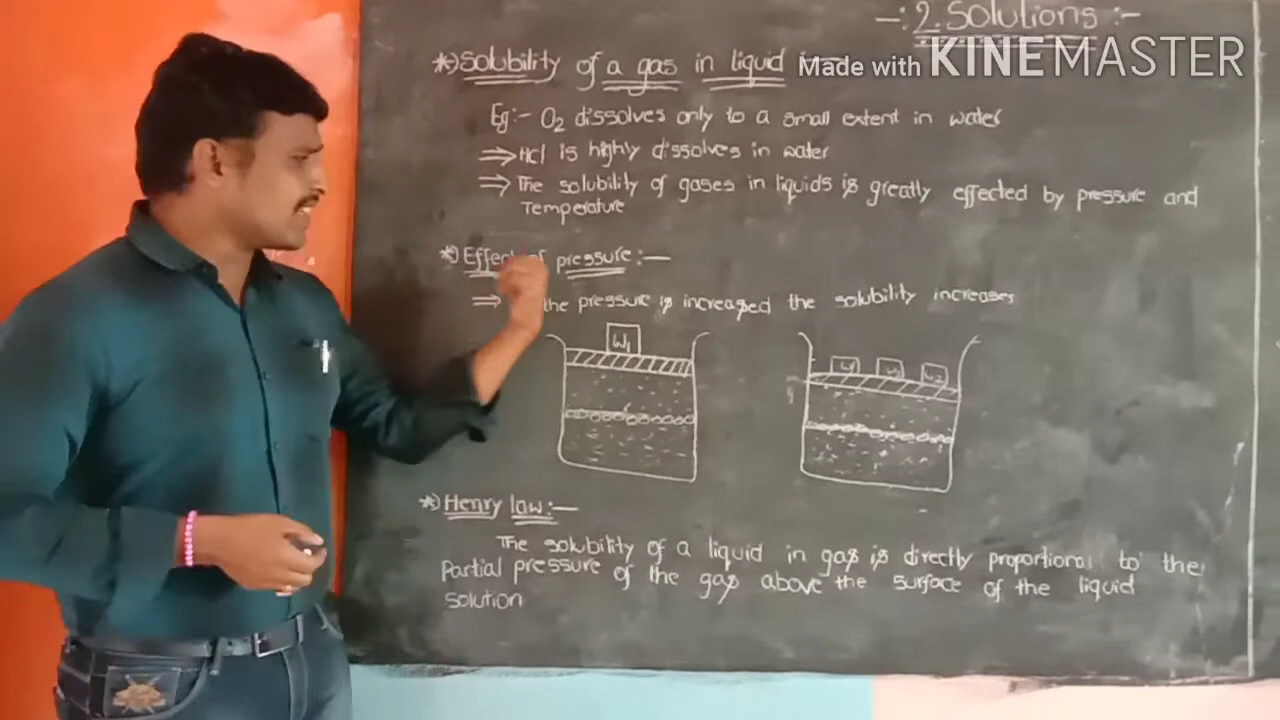 -: 2. Solutions :-
Made with KINEMASTER
*) Solubility of a gas in liquid :-
Eg:- O2 dissolves only to a small extent in water
⇒ HCl is highly dissolves in water
⇒ The solubility of gases in liquids is greatly effected by pressure and
Temperature
*) Effect of pressure :-
⇒ the pressure is increased the solubility increases
W1
*) Henry law:-
The solubility of a liquid in gas is directly proportional to the
Partial pressure of the gas above the surface of the liquid
solution